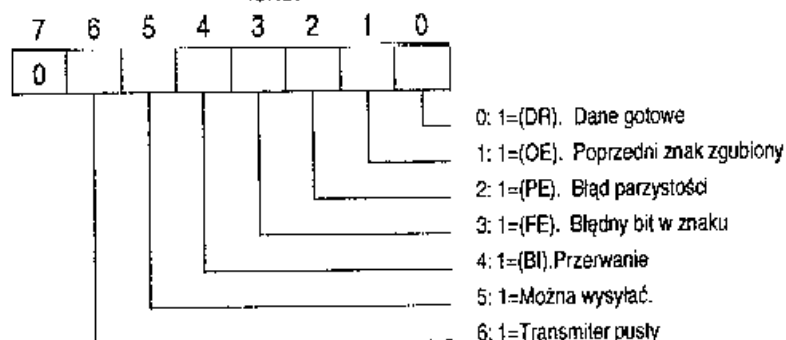 7 6 5 4 3 2 1 0
0
0: 1=(DR). Dane gotowe
1: 1=(OE). Poprzedni znak zgubiony
2: 1=(PE). Błąd parzystości
3: 1=(FE). Błędny bit w znaku
4: 1=(BI).Przerwanie
5: 1=Można wysyłać.
6: 1=Transmiter pusty